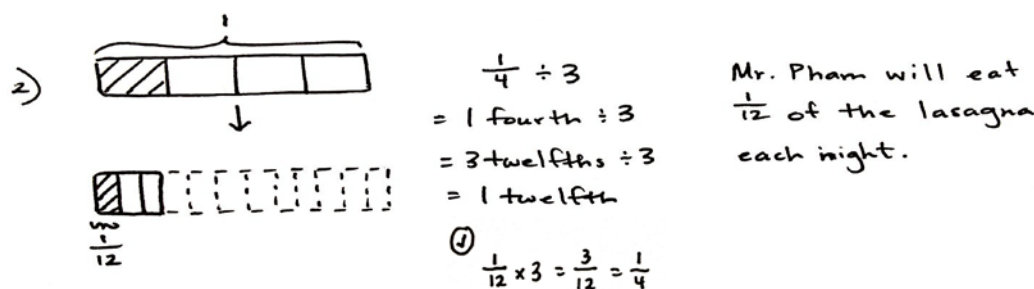 2)
1
1/12
1/4 ÷ 3
= 1 fourth ÷ 3
= 3 twelfths ÷ 3
= 1 twelfth
✓
1/12 × 3 = 3/12 = 1/4
Mr. Pham will eat
1/12 of the lasagna
each night.